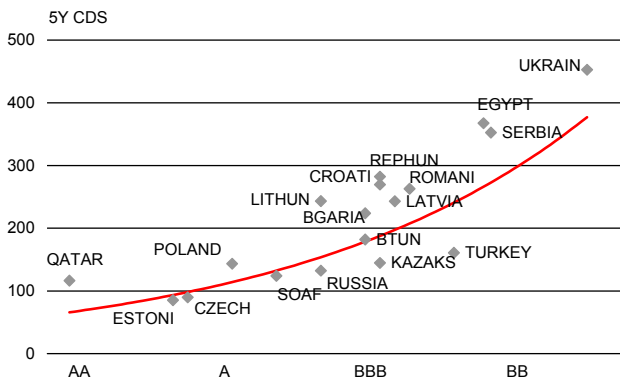 5Y CDS
500
UKRAIN
400
EGYPT
SERBIA
300
REPHUN
CROATI
ROMANI
LITHUN
LATVIA
BGARIA
200
BTUN
POLAND
TURKEY
QATAR
KAZAKS
RUSSIA
100
SOAF
CZECH
ESTONI
0
AA A BBB BB